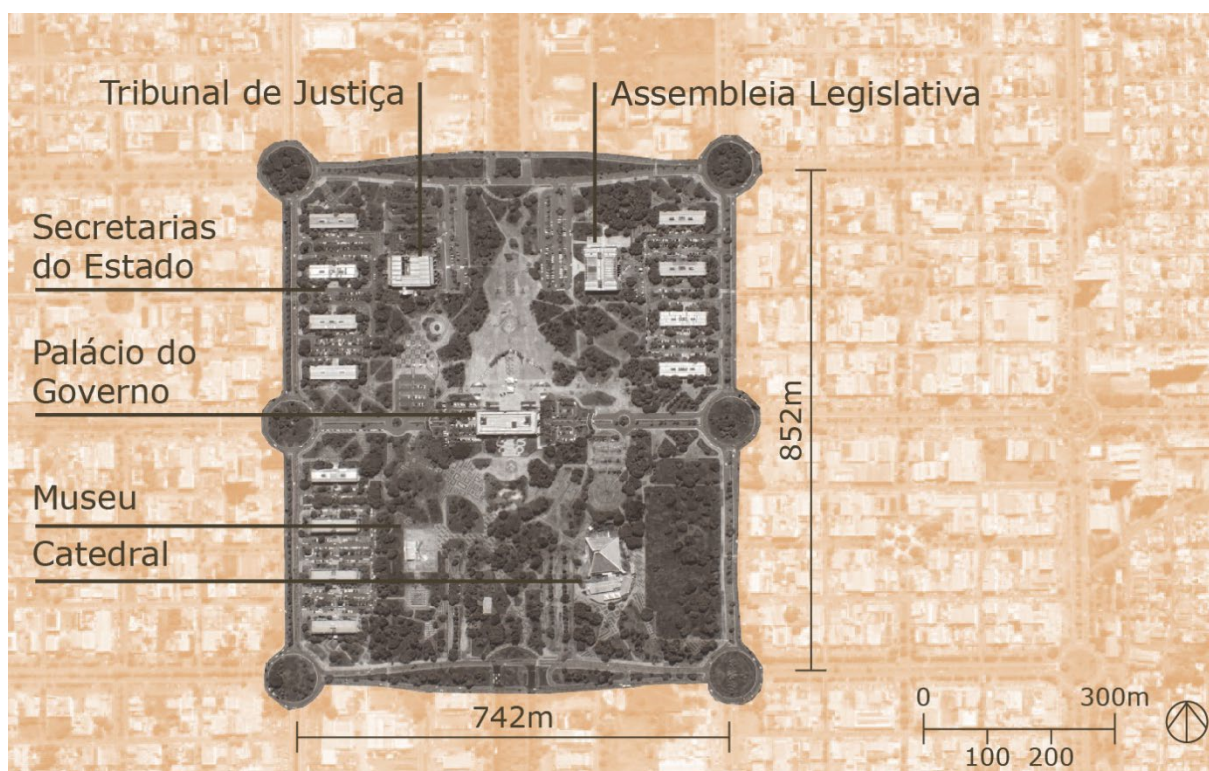 Tribunal de Justiça
Assembleia Legislativa
Secretarias
do Estado
Palácio do
Governo
852m
Museu
Catedral
742m
0 300m
100 200